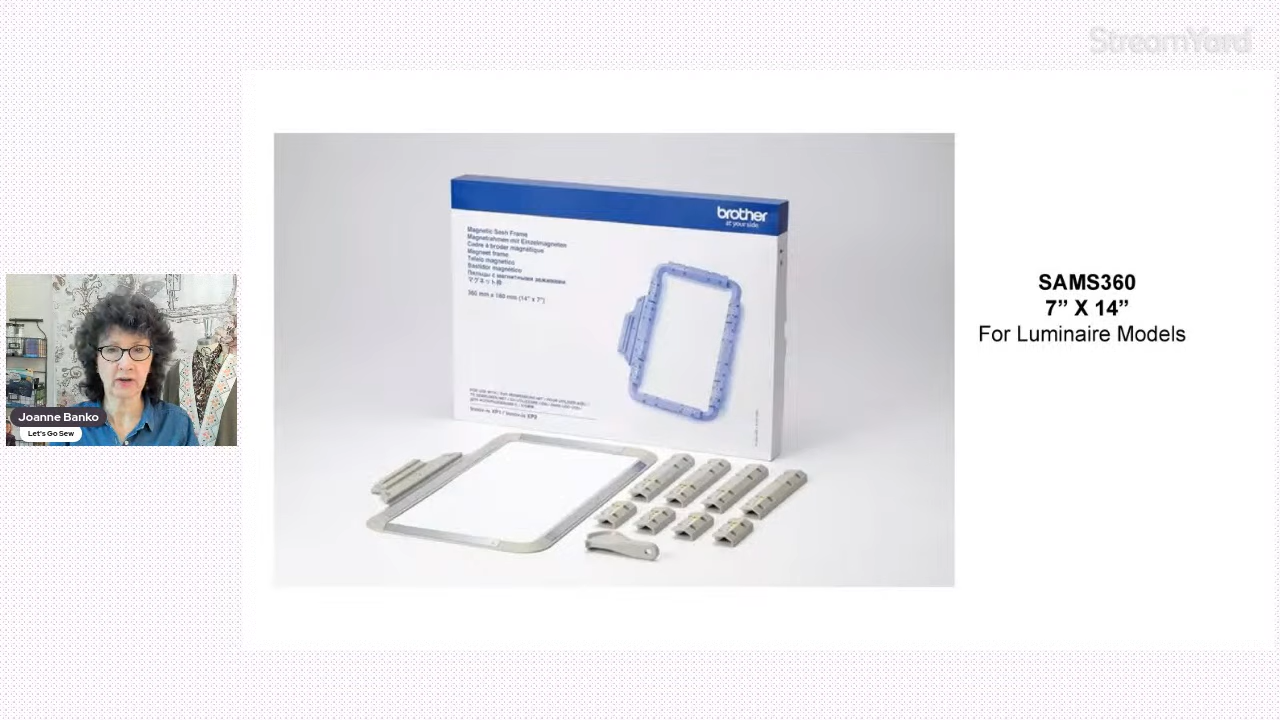 StreamYard
brother
at your side
Magnetic Sash Frame
Magnetrahmen mit Einzelmagneten
Cadre à broder magnétique
Magneet frame
Telaio magnetico
Bastidor magnético
Пяльцы с магнитными зажимами
マグネット枠
360 mm x 180 mm (14" x 7")
SAMS360
7” X 14”
For Luminaire Models
Joanne Banko
Let's Go Sew